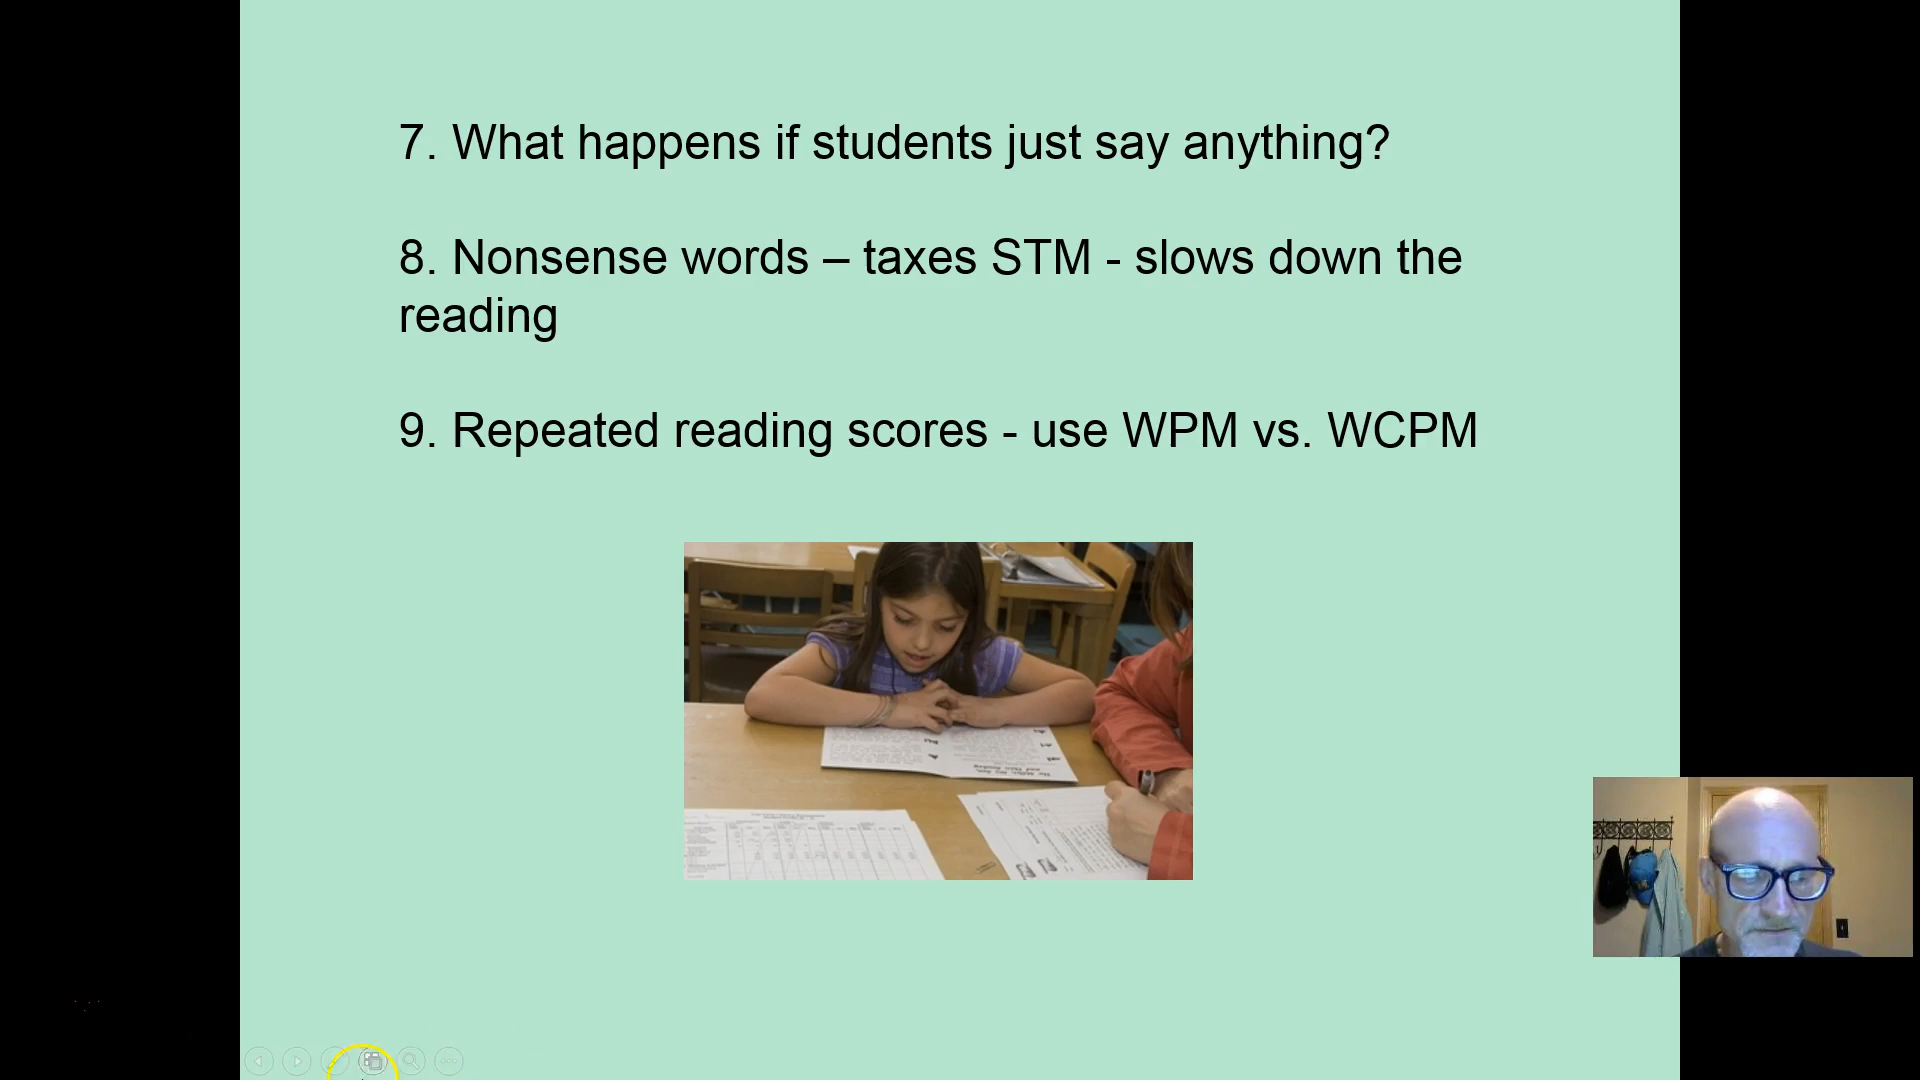 7. What happens if students just say anything?
8. Nonsense words – taxes STM - slows down the
reading
9. Repeated reading scores - use WPM vs. WCPM